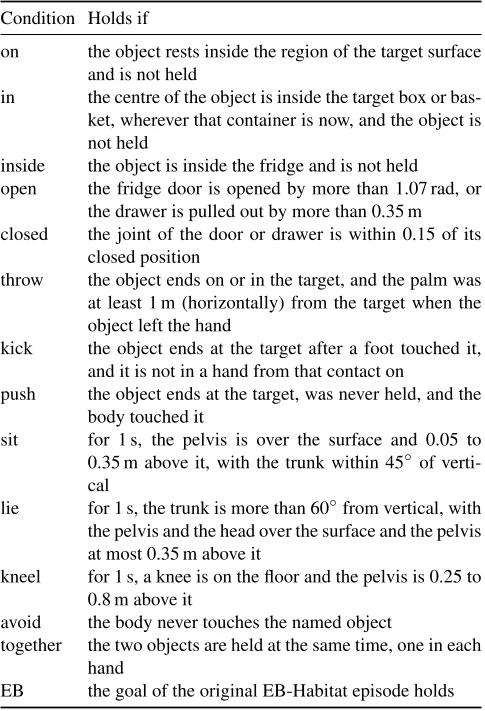 Condition Holds if
on the object rests inside the region of the target surface
and is not held
in the centre of the object is inside the target box or bas-
ket, wherever that container is now, and the object is
not held
inside the object is inside the fridge and is not held
open the fridge door is opened by more than 1.07 rad, or
the drawer is pulled out by more than 0.35 m
closed the joint of the door or drawer is within 0.15 of its
closed position
throw the object ends on or in the target, and the palm was
at least 1 m (horizontally) from the target when the
object left the hand
kick the object ends at the target after a foot touched it,
and it is not in a hand from that contact on
push the object ends at the target, was never held, and the
body touched it
sit for 1 s, the pelvis is over the surface and 0.05 to
0.35 m above it, with the trunk within 45° of verti-
cal
lie for 1 s, the trunk is more than 60° from vertical, with
the pelvis and the head over the surface and the pelvis
at most 0.35 m above it
kneel for 1 s, a knee is on the floor and the pelvis is 0.25 to
0.8 m above it
avoid the body never touches the named object
together the two objects are held at the same time, one in each
hand
EB the goal of the original EB-Habitat episode holds